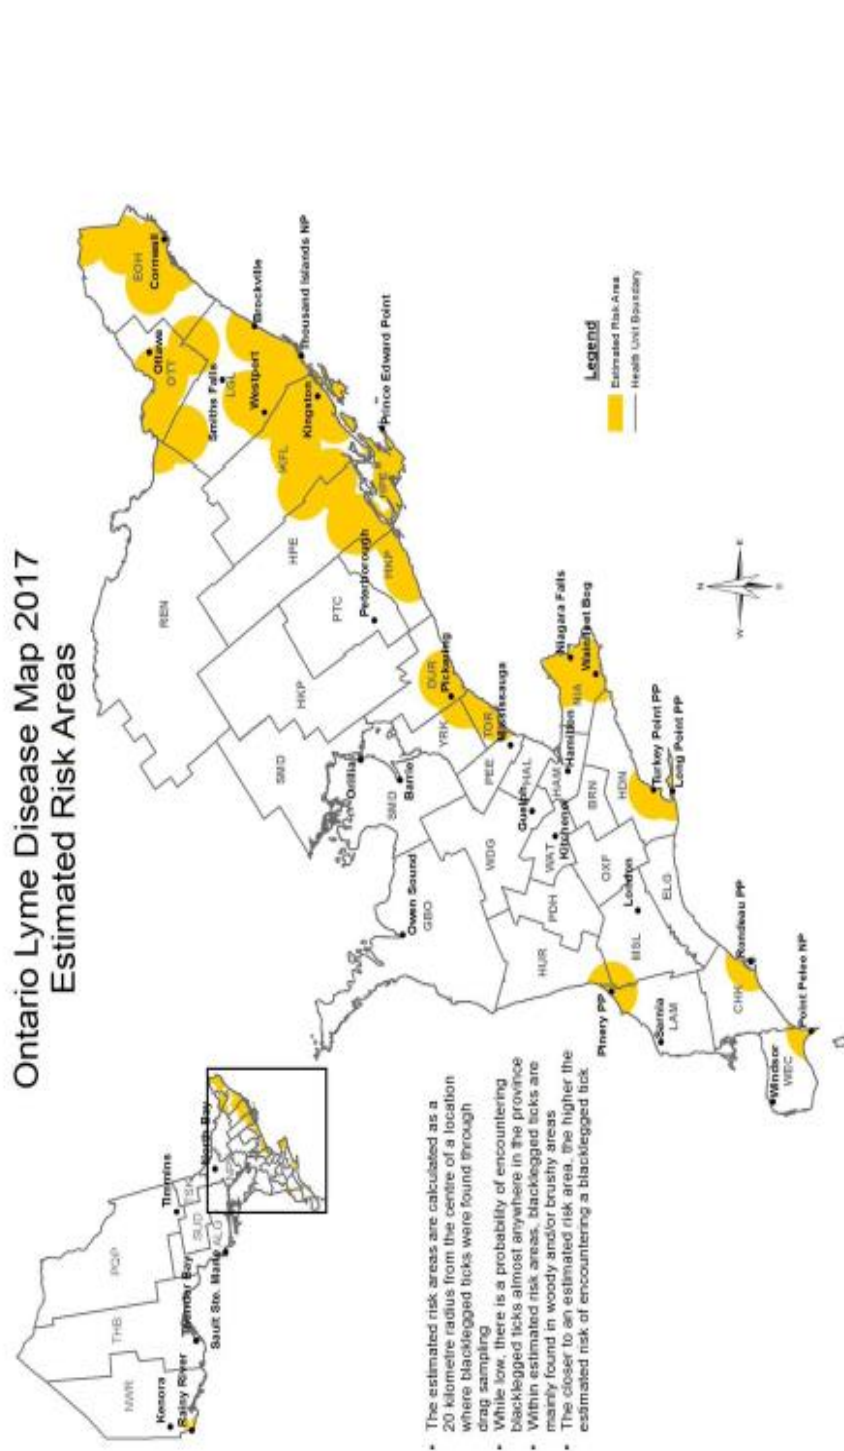 Ontario Lyme Disease Map 2017
Estimated Risk Areas
NWR
Kenora
Rainy River
THB
Thunder Bay
PQP
Timmins
TSK
SUD
ALG
Sault Ste. Marie
North Bay
• The estimated risk areas are calculated as a
20 kilometre radius from the centre of a location
where blacklegged ticks were found through
drag sampling
• While low, there is a probability of encountering
blacklegged ticks almost anywhere in the province
• Within estimated risk areas, blacklegged ticks are
mainly found in woody and/or brushy areas
• The closer to an estimated risk area, the higher the
estimated risk of encountering a blacklegged tick
REN
OTT
Ottawa
EOH
Cornwall
Smiths Falls
LGL
Brockville
Westport
Thousand Islands NP
KFL
Kingston
HPE
HPE
Prince Edward Point
PTC
Peterborough
HKP
HKP
SMD
SMD
Orillia
Barrie
DUR
Pickering
YRK
TOR
Mississauga
PEE
HAL
Guelph
HAM
Hamilton
NIA
Niagara Falls
Wainfleet Bog
Owen Sound
GBO
WDG
WAT
Kitchener
BRN
HDN
Turkey Point PP
Long Point PP
PDH
OXF
London
ELG
HUR
MSL
Pinery PP
Sarnia
LAM
CHK
Rondeau PP
Windsor
WEC
Point Pelee NP
N
W
E
S
Legend
Estimated Risk Area
Health Unit Boundary